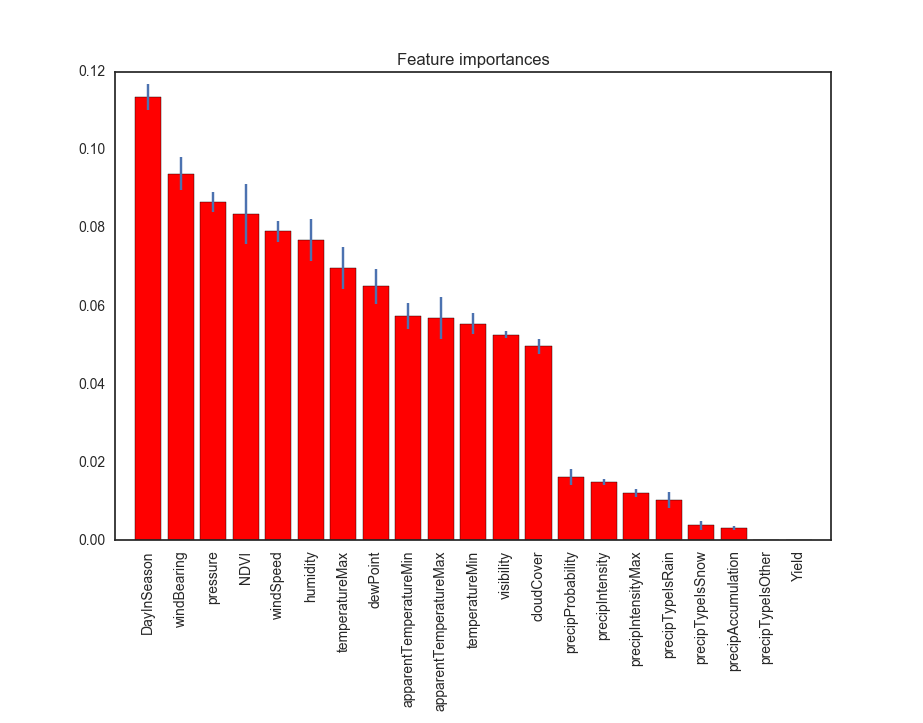 Feature importances
0.12
0.10
0.08
0.06
0.04
0.02
0.00
DayInSeason
windBearing
pressure
NDVI
windSpeed
humidity
temperatureMax
dewPoint
apparentTemperatureMin
apparentTemperatureMax
temperatureMin
visibility
cloudCover
precipProbability
precipIntensity
precipIntensityMax
precipTypeIsRain
precipTypeIsSnow
precipAccumulation
precipTypeIsOther
Yield